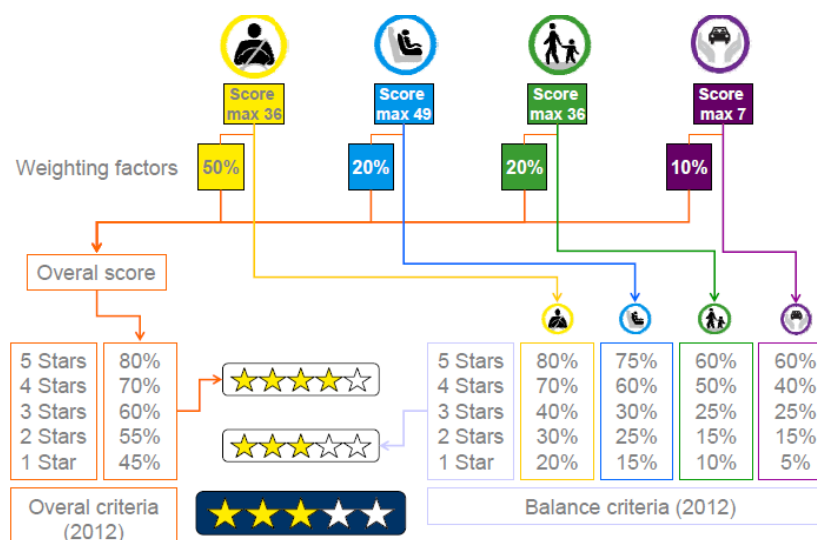 Score
max 36
Score
max 49
Score
max 36
Score
max 7
Weighting factors
50%
20%
20%
10%
Overal score
5 Stars 80%
4 Stars 70%
3 Stars 60%
2 Stars 55%
1 Star 45%
Overal criteria
(2012)
5 Stars 80% 75% 60% 60%
4 Stars 70% 60% 50% 40%
3 Stars 40% 30% 25% 25%
2 Stars 30% 25% 15% 15%
1 Star 20% 15% 10% 5%
Balance criteria (2012)